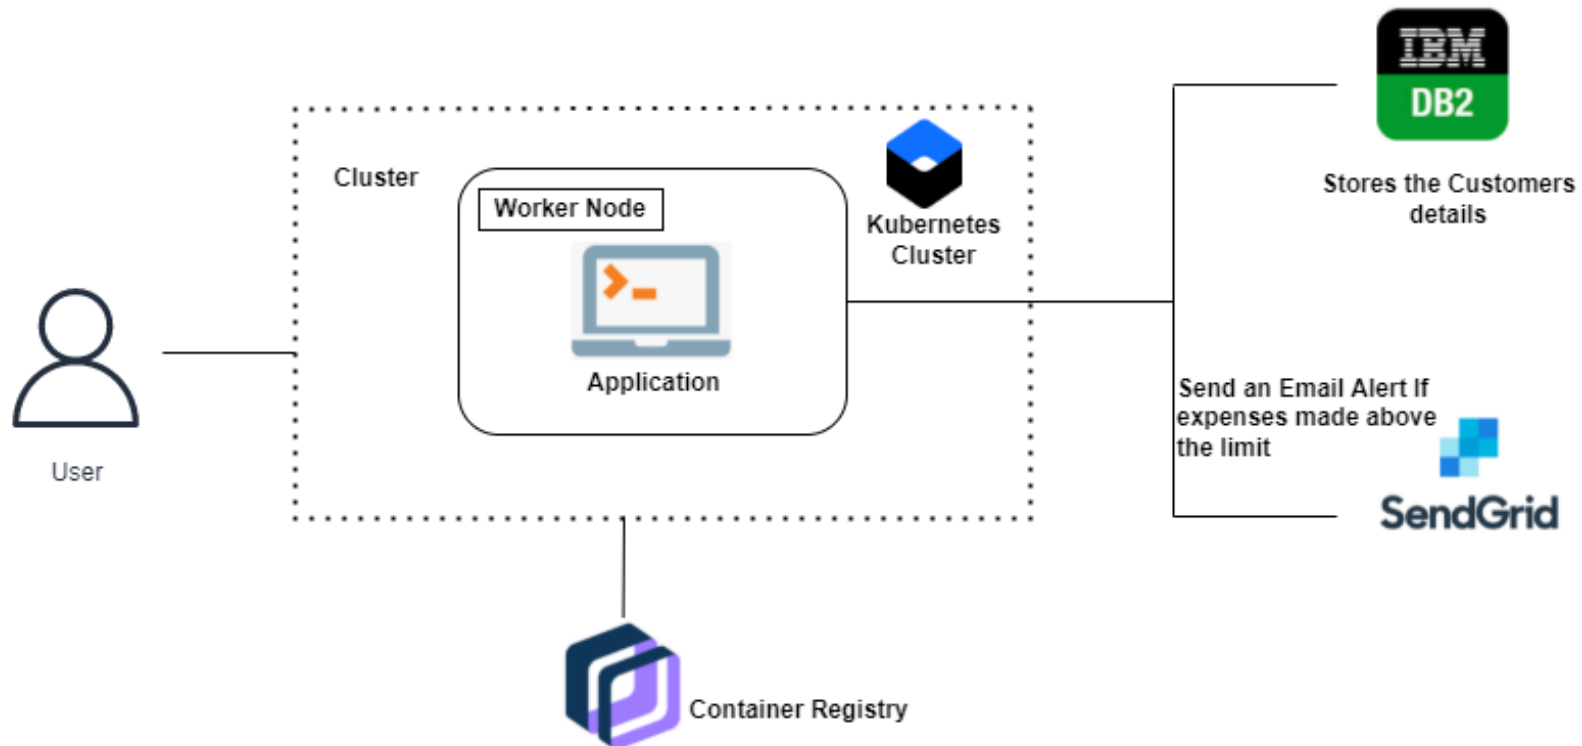 IBM
DB2
Stores the Customers
details
Cluster
Worker Node
Kubernetes
Cluster
Application
User
Send an Email Alert If
expenses made above
the limit
SendGrid
Container Registry